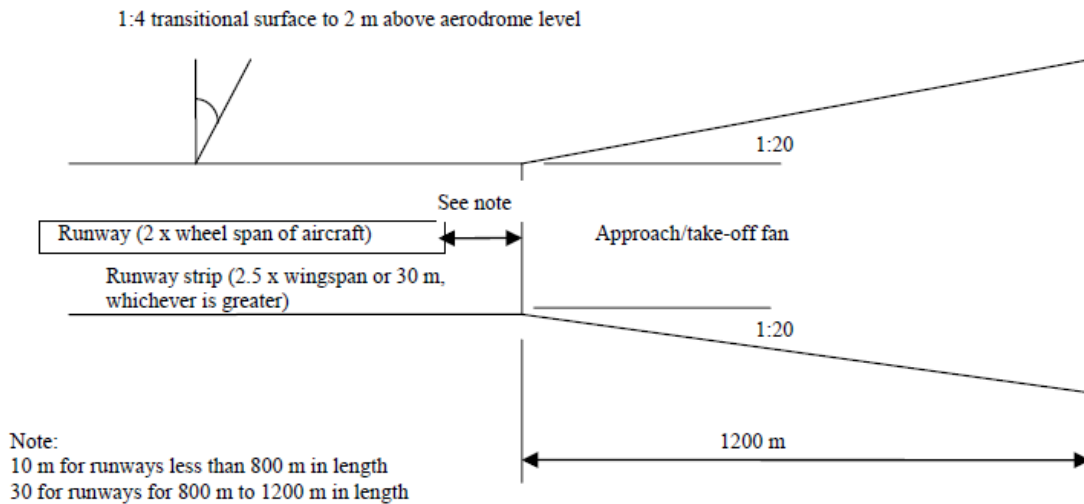 1:4 transitional surface to 2 m above aerodrome level
1:20
See note
Runway (2 x wheel span of aircraft)
Approach/take-off fan
Runway strip (2.5 x wingspan or 30 m,
whichever is greater)
1:20
1200 m
Note:
10 m for runways less than 800 m in length
30 for runways for 800 m to 1200 m in length